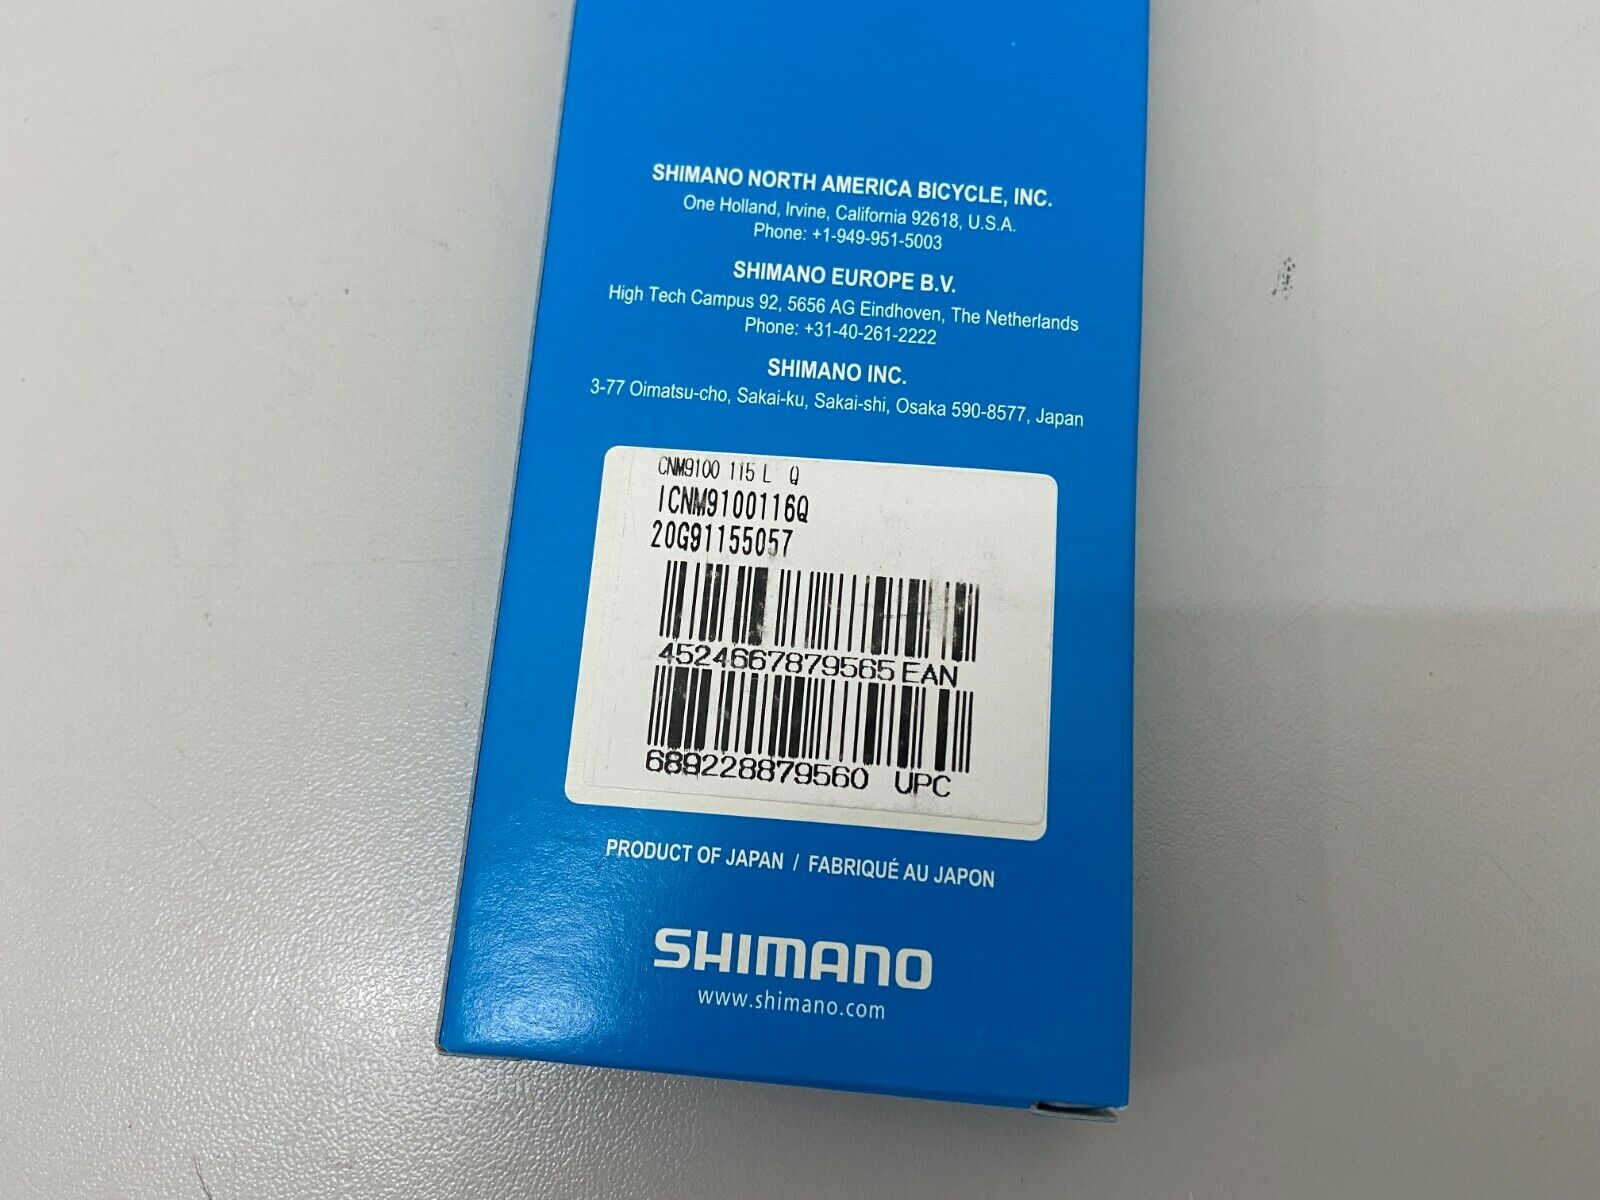 SHIMANO NORTH AMERICA BICYCLE, INC.
One Holland, Irvine, California 92618, U.S.A.
Phone: +1-949-951-5003
SHIMANO EUROPE B.V.
High Tech Campus 92, 5656 AG Eindhoven, The Netherlands
Phone: +31-40-261-2222
SHIMANO INC.
3-77 Oimatsu-cho, Sakai-ku, Sakai-shi, Osaka 590-8577, Japan
CNM9100 115 L Q
ICNM9100116Q
20G91155057
4524667879565 EAN
689228879560 UPC
PRODUCT OF JAPAN / FABRIQUÉ AU JAPON
SHIMANO
www.shimano.com